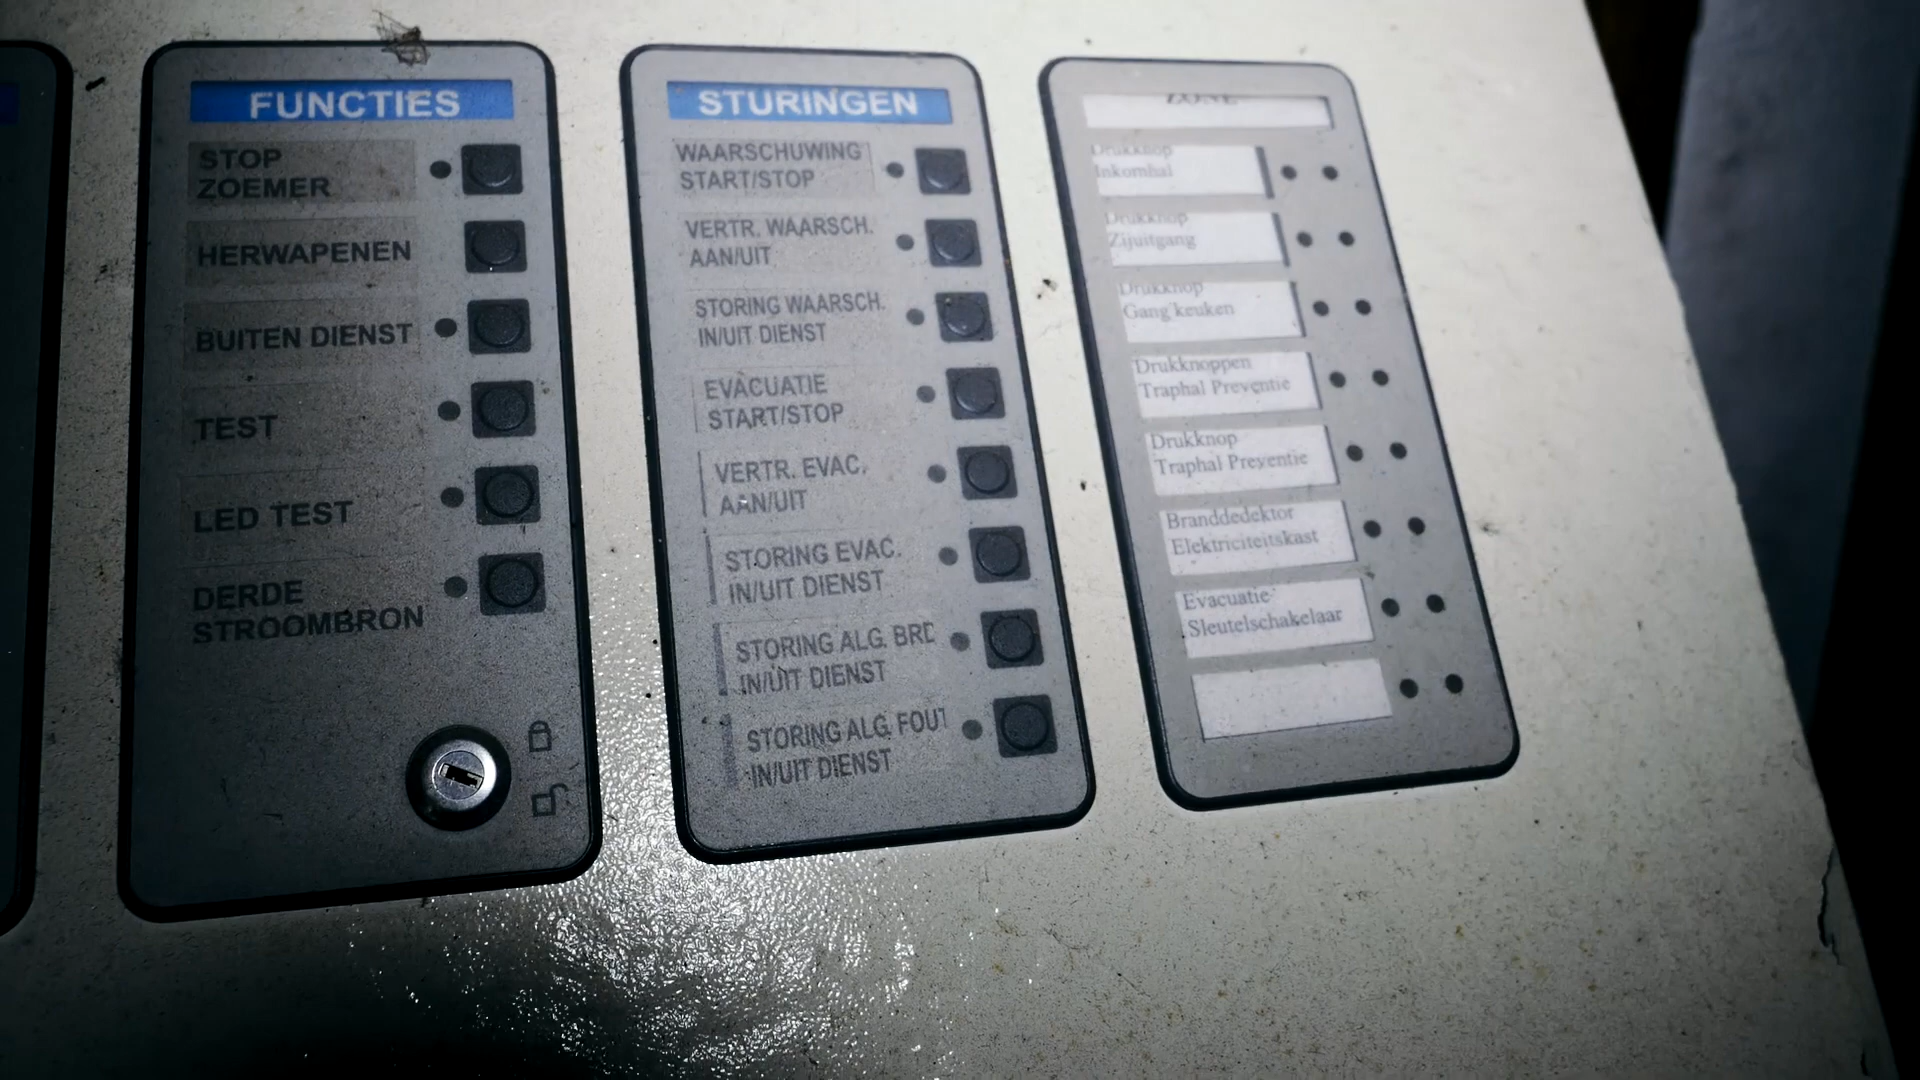 FUNCTIES
STOP
ZOEMER
HERWAPENEN
BUITEN DIENST
TEST
LED TEST
DERDE
STROOMBRON
STURINGEN
WAARSCHUWING
START/STOP
VERTR. WAARSCH.
AAN/UIT
STORING WAARSCH.
IN/UIT DIENST
EVACUATIE
START/STOP
VERTR. EVAC.
AAN/UIT
STORING EVAC.
IN/UIT DIENST
STORING ALG. BRD
IN/UIT DIENST
STORING ALG. FOUT
IN/UIT DIENST
ZONE
Drukknop
Inkomhal
Drukknop
Zijuitgang
Drukknop
Gang keuken
Drukknoppen
Traphal Preventie
Drukknop
Traphal Preventie
Branddedektor
Elektriciteitskast
Evacuatie-
Sleutelschakelaar